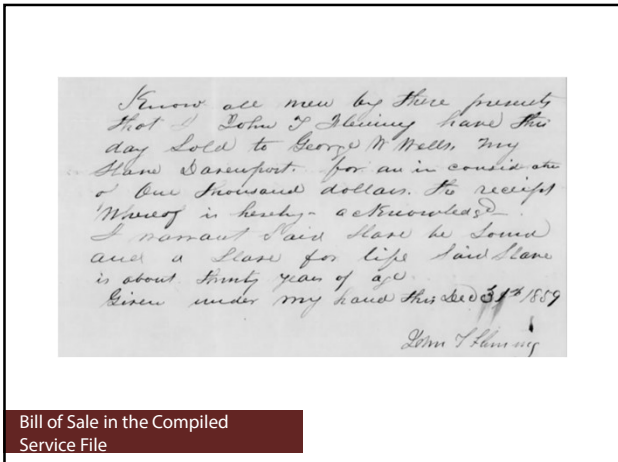 Know all men by these presents
that I John T Fleming have this
day Sold to George W Wells my
Slave Davenport. for an in considratio
of One thousand dollars. the receipt
Whereof is hereby acknowledged
I warrant Said Slave be Sound
and a Slave for life Said Slave
is about years of age
Given under my hand this Dec 31st 1859
John T Fleming
Bill of Sale in the Compiled
Service File